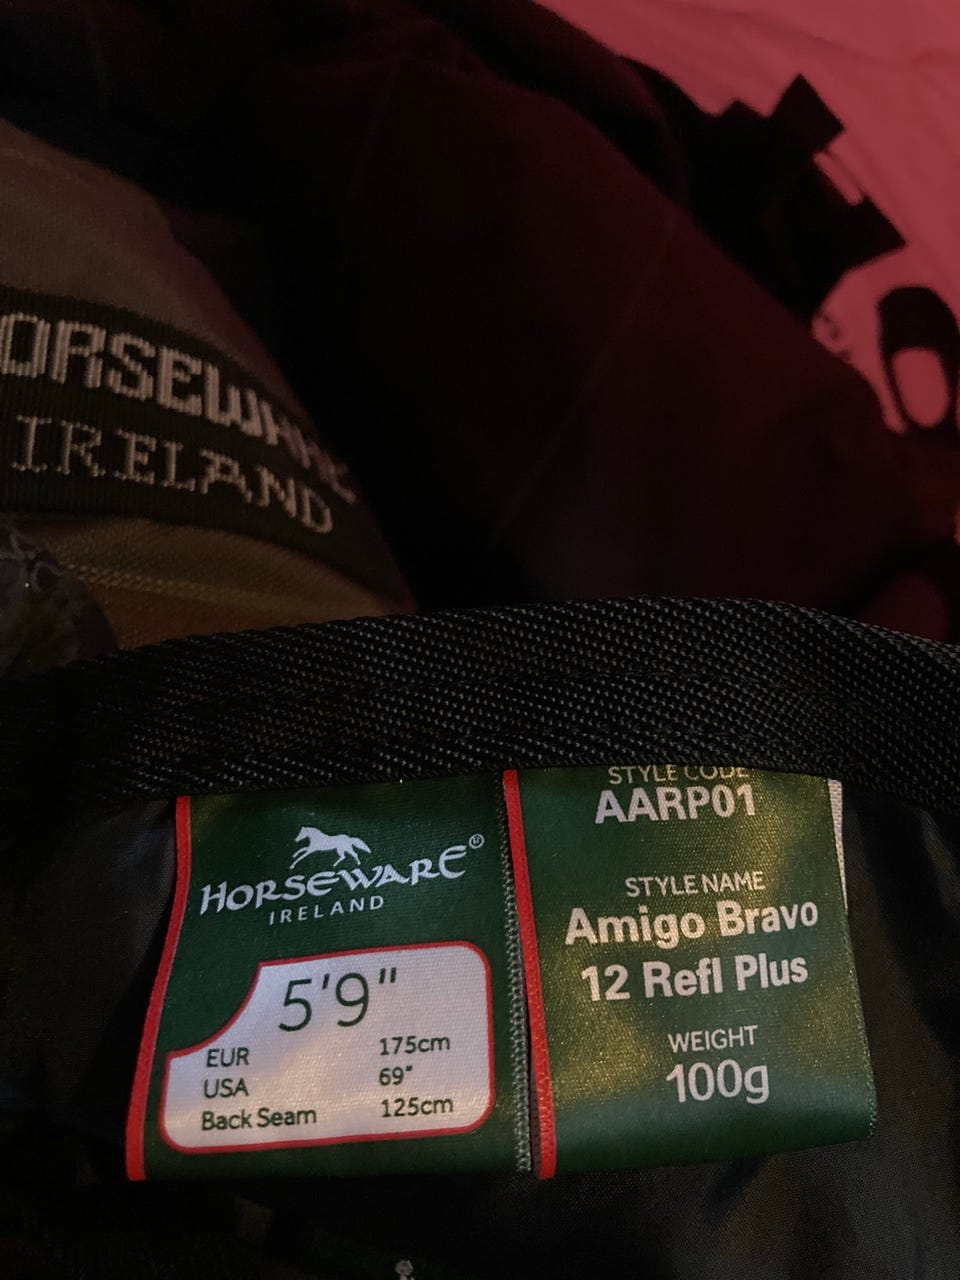 ORSEWARE
IRELAND
HORSEWARE®
IRELAND
5'9"
EUR 175cm
USA 69"
Back Seam 125cm
STYLE CODE
AARP01
STYLE NAME
Amigo Bravo
12 Refl Plus
WEIGHT
100g